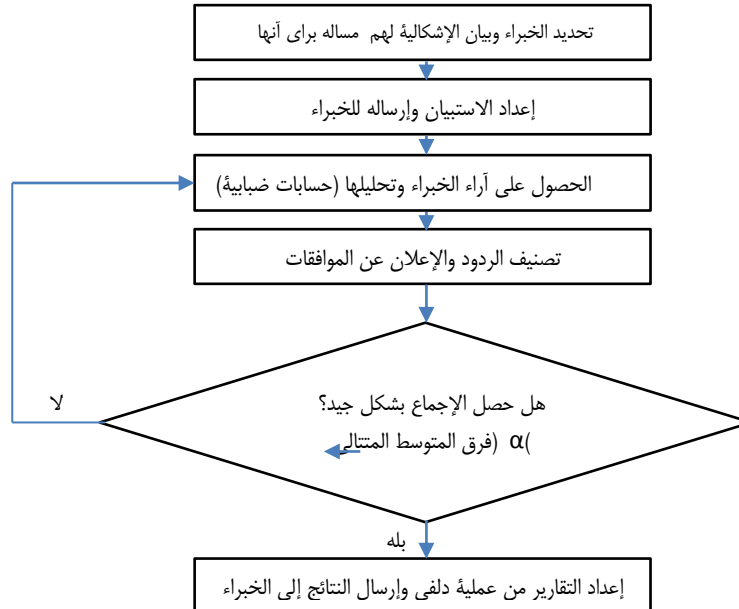 تحديد الخبراء وبيان الإشكالية لهم مساله براى آنها
إعداد الاستبيان وإرساله للخبراء
الحصول على آراء الخبراء وتحليلها (حسابات ضبابية)
تصنيف الردود والإعلان عن الموافقات
هل حصل الإجماع بشكل جيد؟
)α (فرق المتوسط المتتالي
لا
بله
إعداد التقارير من عملية دلفي وإرسال النتائج إلى الخبراء